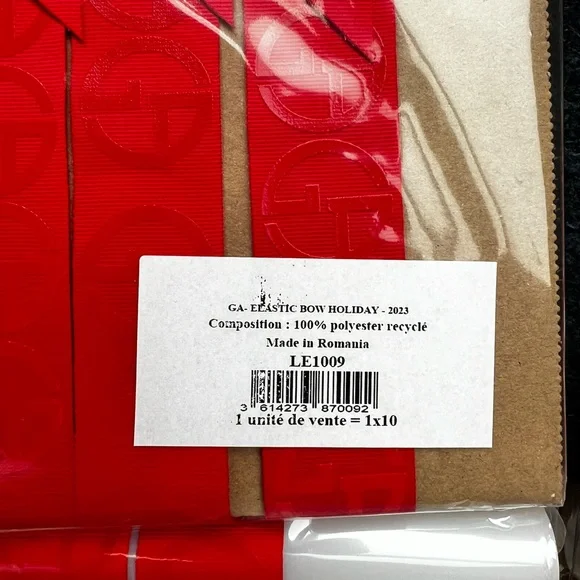 GA- ELASTIC BOW HOLIDAY - 2023
Composition : 100% polyester recyclé
Made in Romania
LE1009
3 614273 870092
1 unité de vente = 1x10